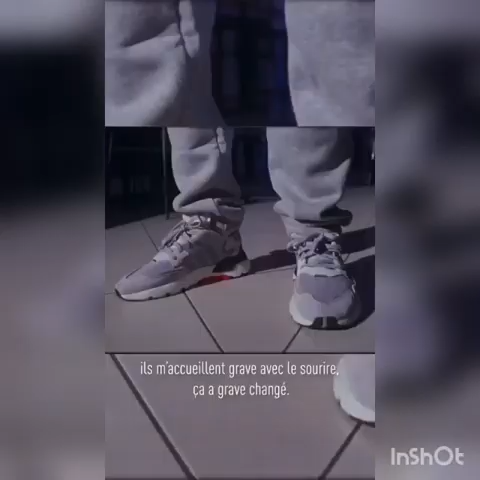 ils m'accueillent grave avec le sourire,
ça a grave changé.
InShOt